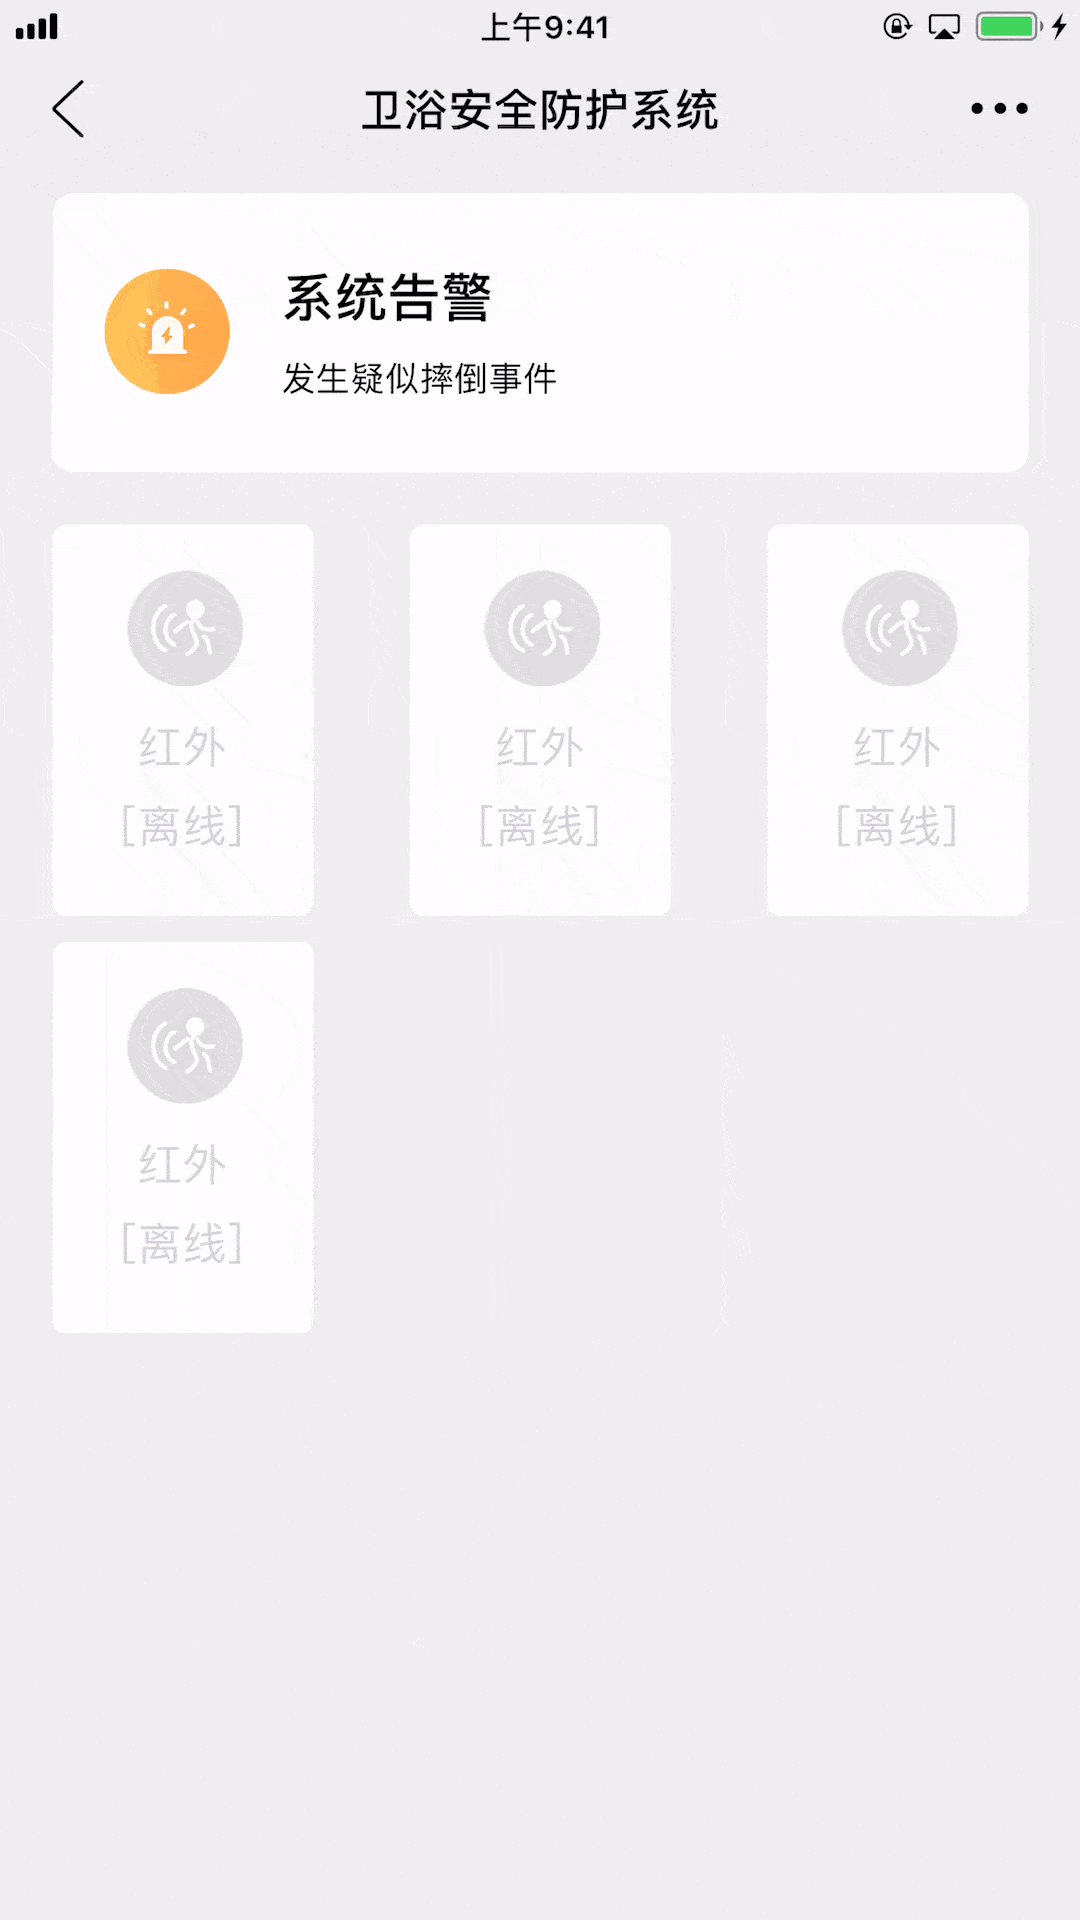 上午9:41
卫浴安全防护系统
系统告警
发生疑似摔倒事件
红外 红外 红外
[离线] [离线] [离线]
红外
[离线]